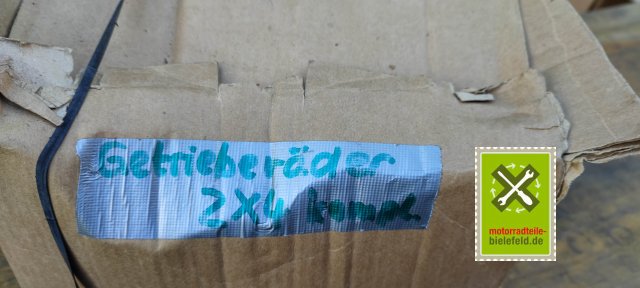 Getrieberäder
2X4 kompl.
motorradteile-
bielefeld.de